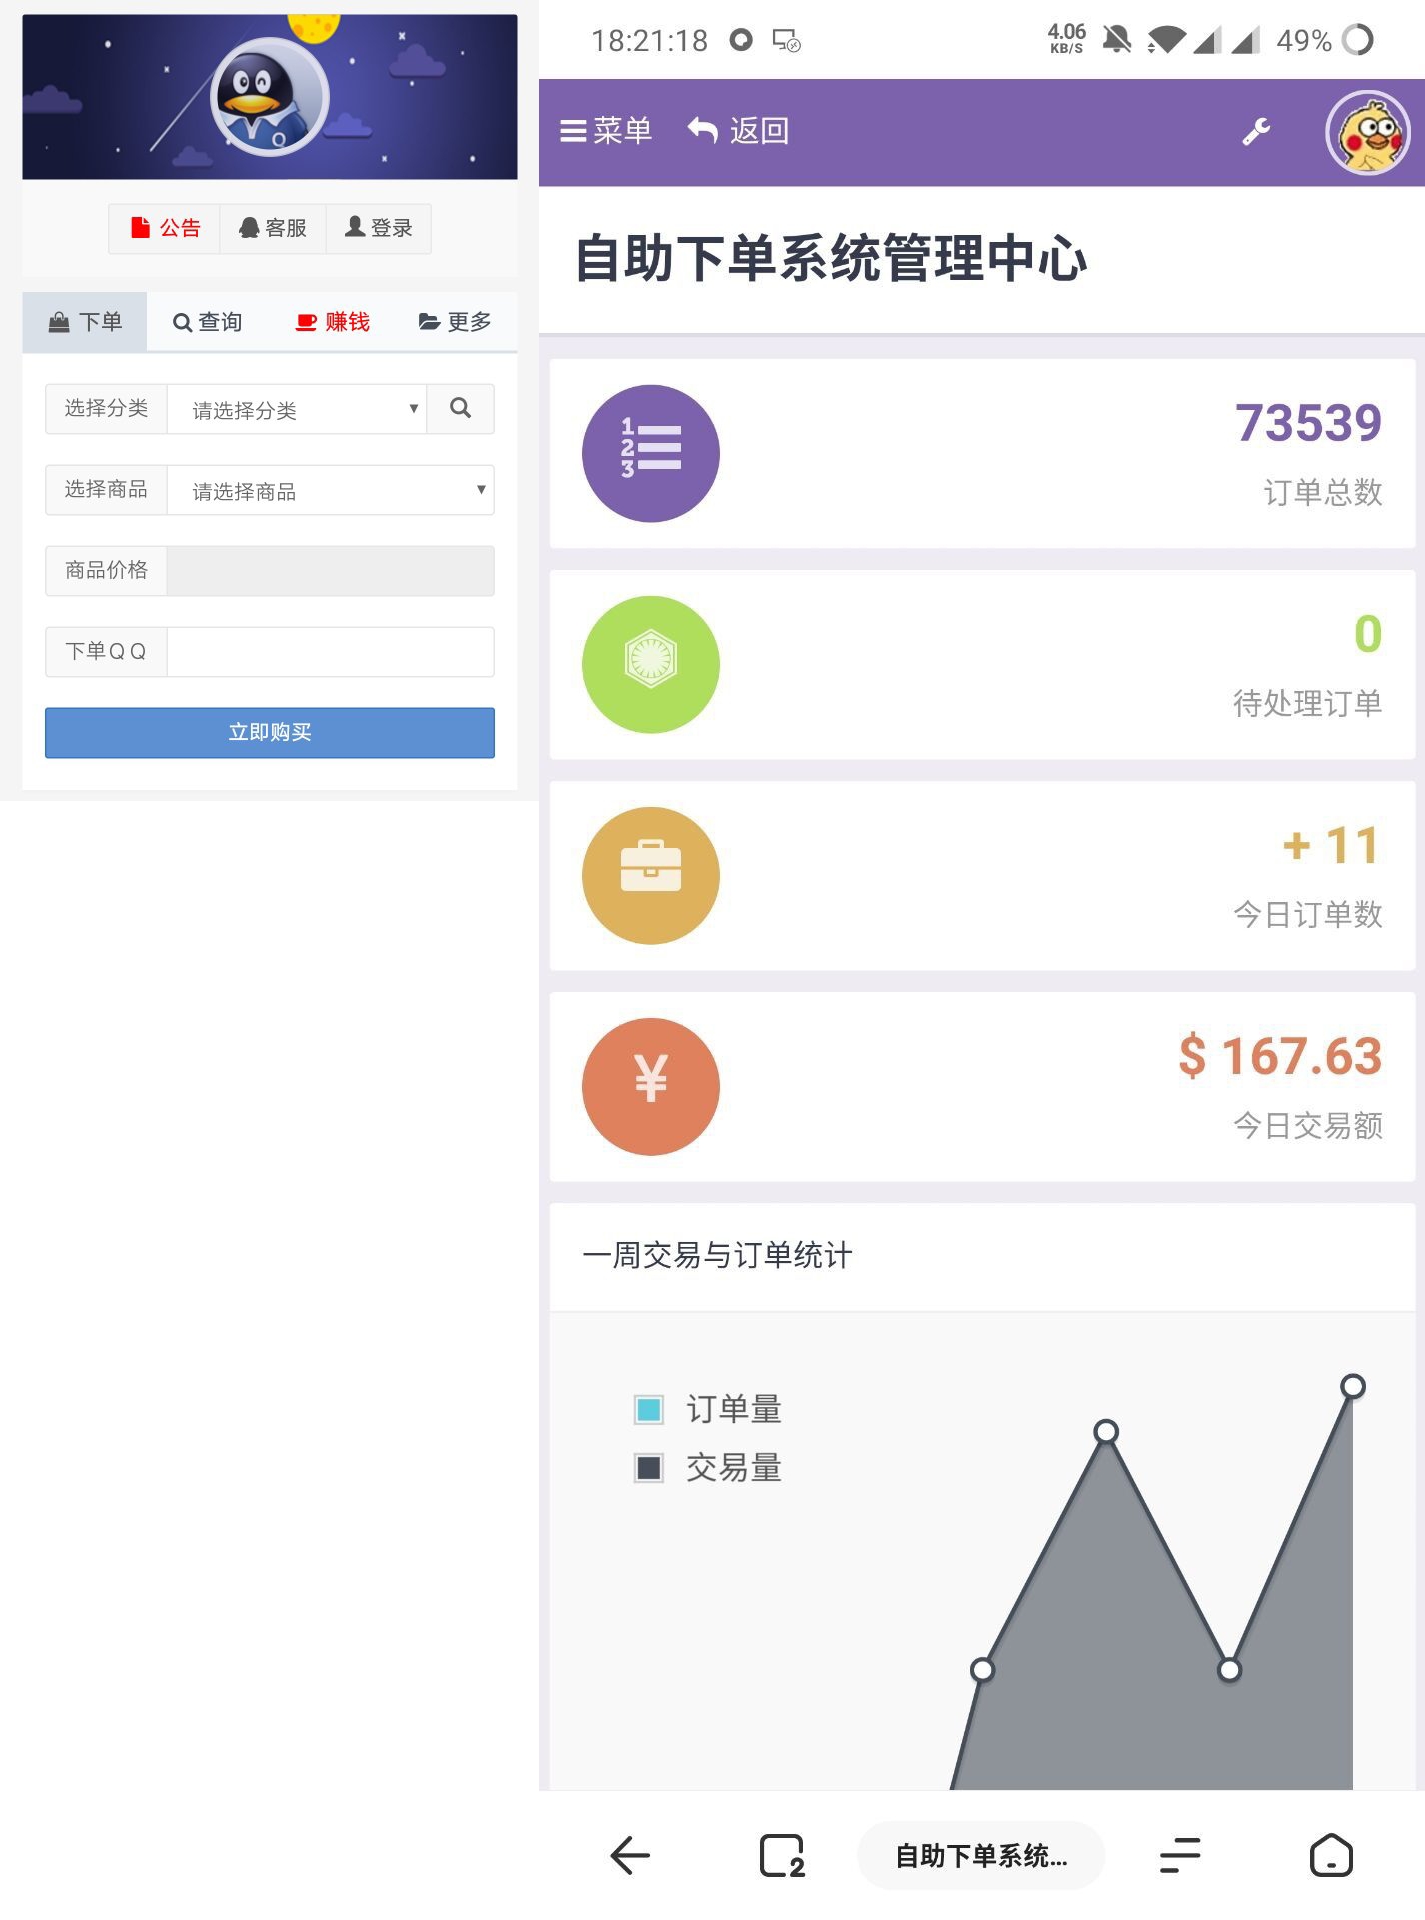 公告 客服 登录
下单 查询 赚钱 更多
选择分类 请选择分类
选择商品 请选择商品
商品价格
下单ＱＱ
立即购买
18:21:18 4.06 KB/S 49%
菜单 返回
自助下单系统管理中心
73539
订单总数
0
待处理订单
+ 11
今日订单数
$ 167.63
今日交易额
一周交易与订单统计
订单量
交易量
2 自助下单系统...